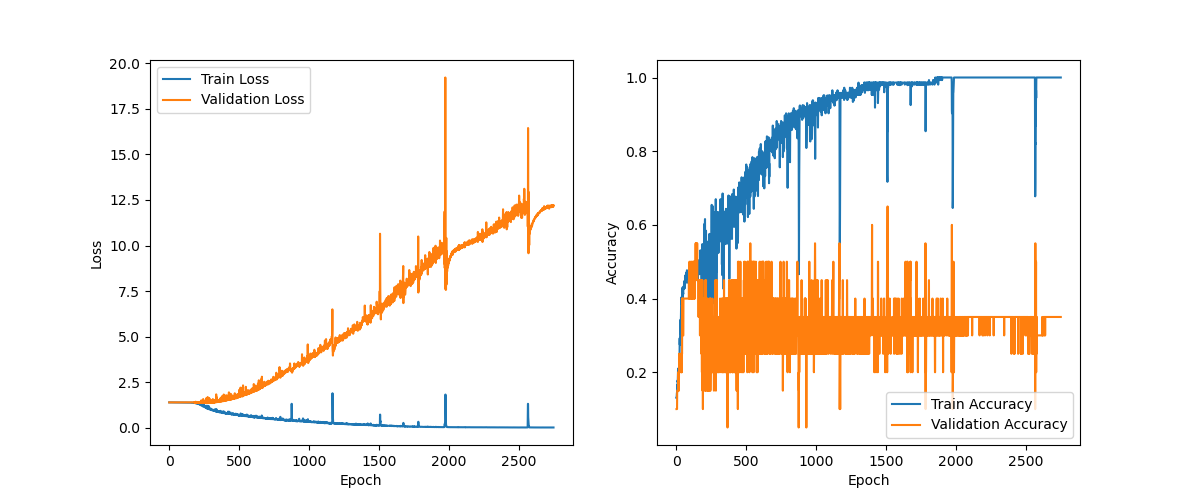 20.0
17.5
15.0
12.5
10.0
7.5
5.0
2.5
0.0
Loss
Train Loss
Validation Loss
0 500 1000 1500 2000 2500
Epoch
1.0
0.8
0.6
0.4
0.2
Accuracy
Train Accuracy
Validation Accuracy
0 500 1000 1500 2000 2500
Epoch